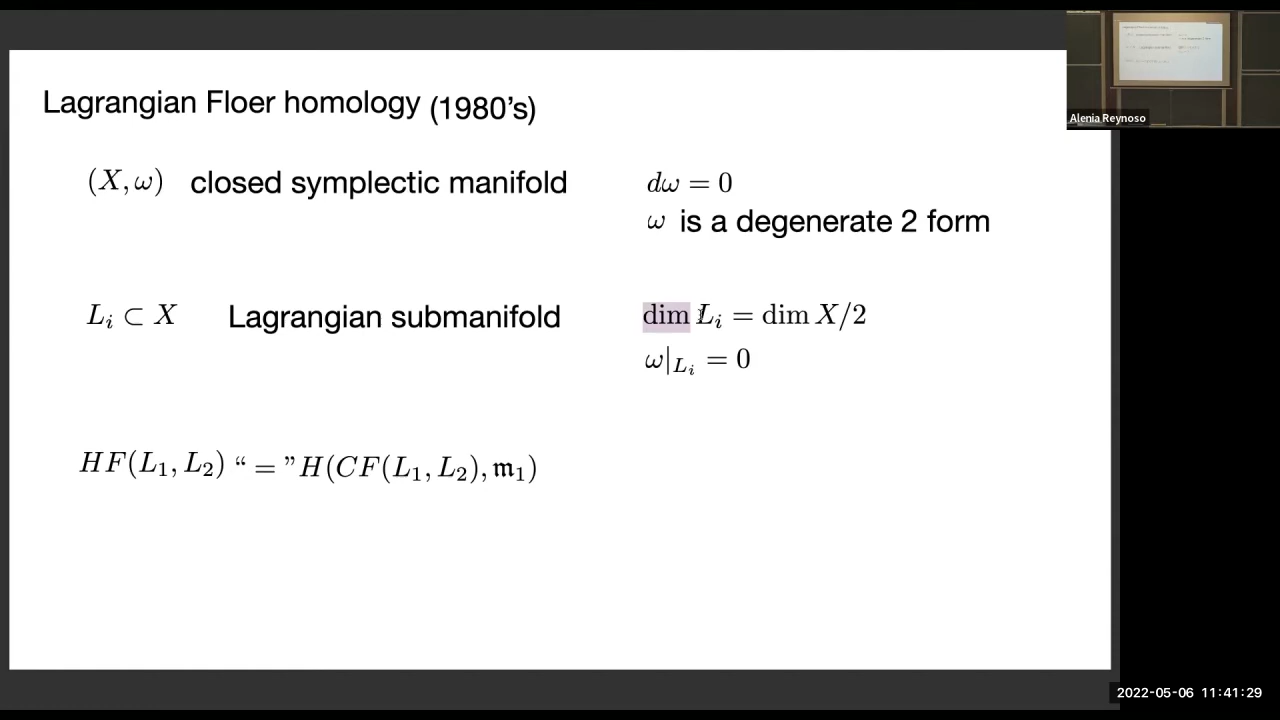 Lagrangian Floer homology (1980’s)
(X, ω) closed symplectic manifold
dω = 0
ω is a degenerate 2 form
L_i ⊂ X Lagrangian submanifold
dim L_i = dim X/2
ω|_{L_i} = 0
HF(L_1, L_2) “ = ” H(CF(L_1, L_2), 𝔪_1)
Alenia Reynoso
2022-05-06 11:41:29